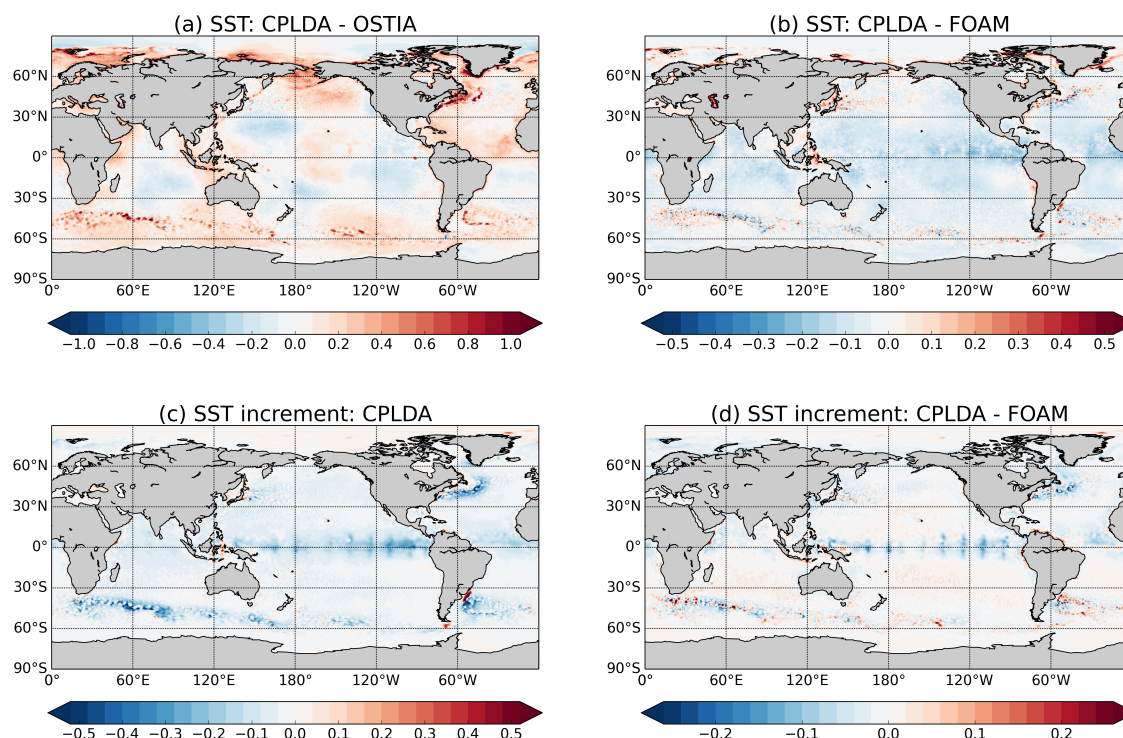 (a) SST: CPLDA - OSTIA
60°N
30°N
0°
30°S
60°S
90°S
0° 60°E 120°E 180° 120°W 60°W
−1.0 −0.8 −0.6 −0.4 −0.2 0.0 0.2 0.4 0.6 0.8 1.0
(b) SST: CPLDA - FOAM
60°N
30°N
0°
30°S
60°S
90°S
0° 60°E 120°E 180° 120°W 60°W
−0.5 −0.4 −0.3 −0.2 −0.1 0.0 0.1 0.2 0.3 0.4 0.5
(c) SST increment: CPLDA
60°N
30°N
0°
30°S
60°S
90°S
0° 60°E 120°E 180° 120°W 60°W
−0.5 −0.4 −0.3 −0.2 −0.1 0.0 0.1 0.2 0.3 0.4 0.5
(d) SST increment: CPLDA - FOAM
60°N
30°N
0°
30°S
60°S
90°S
0° 60°E 120°E 180° 120°W 60°W
−0.2 −0.1 0.0 0.1 0.2